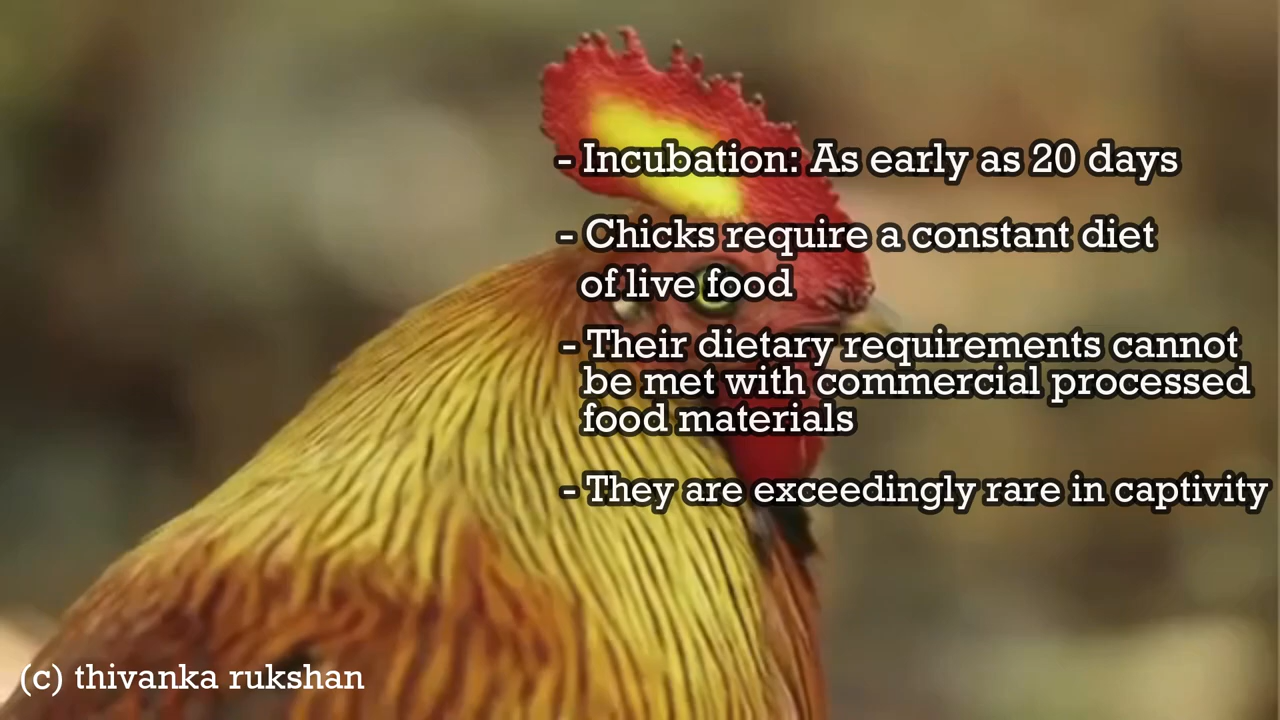 - Incubation: As early as 20 days
- Chicks require a constant diet
of live food
- Their dietary requirements cannot
be met with commercial processed
food materials
- They are exceedingly rare in captivity
(c) thivanka rukshan